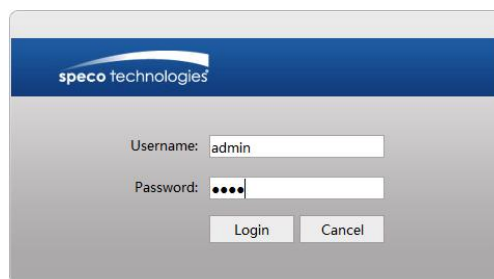 speco technologies
Username: admin
Password: ••••
Login Cancel